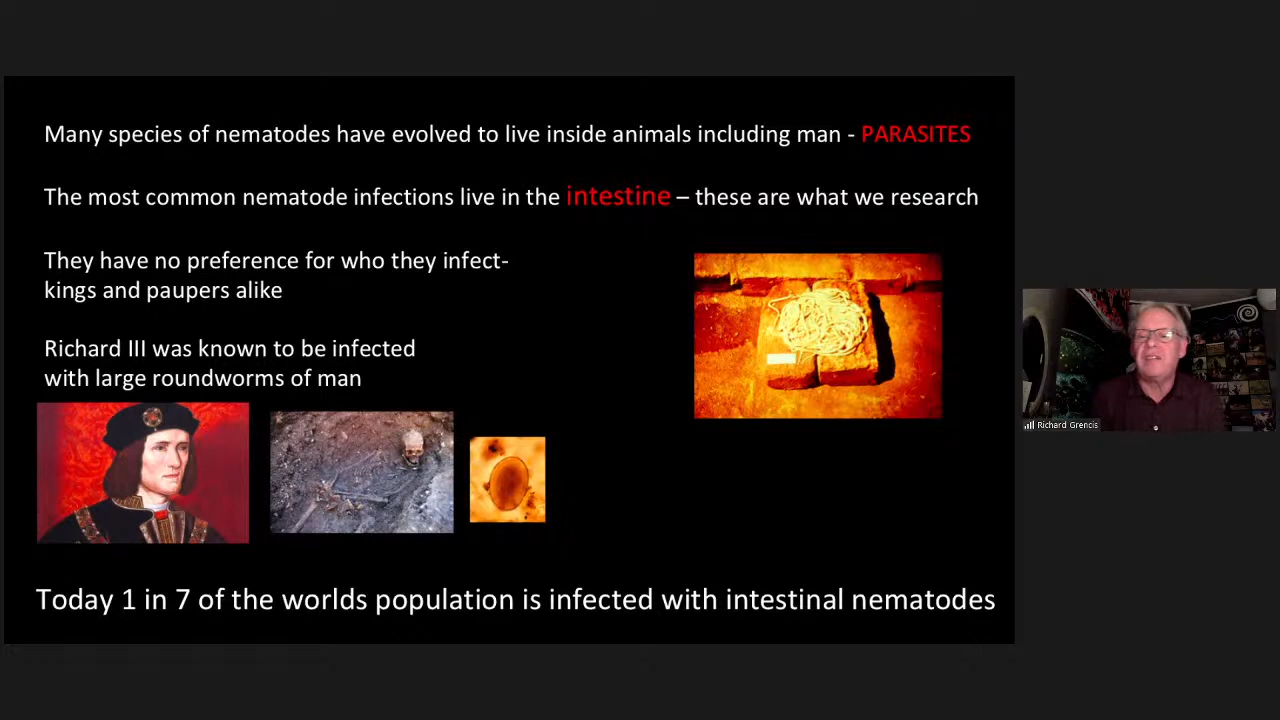 Many species of nematodes have evolved to live inside animals including man - PARASITES
The most common nematode infections live in the intestine – these are what we research
They have no preference for who they infect-
kings and paupers alike
Richard III was known to be infected
with large roundworms of man
Today 1 in 7 of the worlds population is infected with intestinal nematodes
Richard Grencis